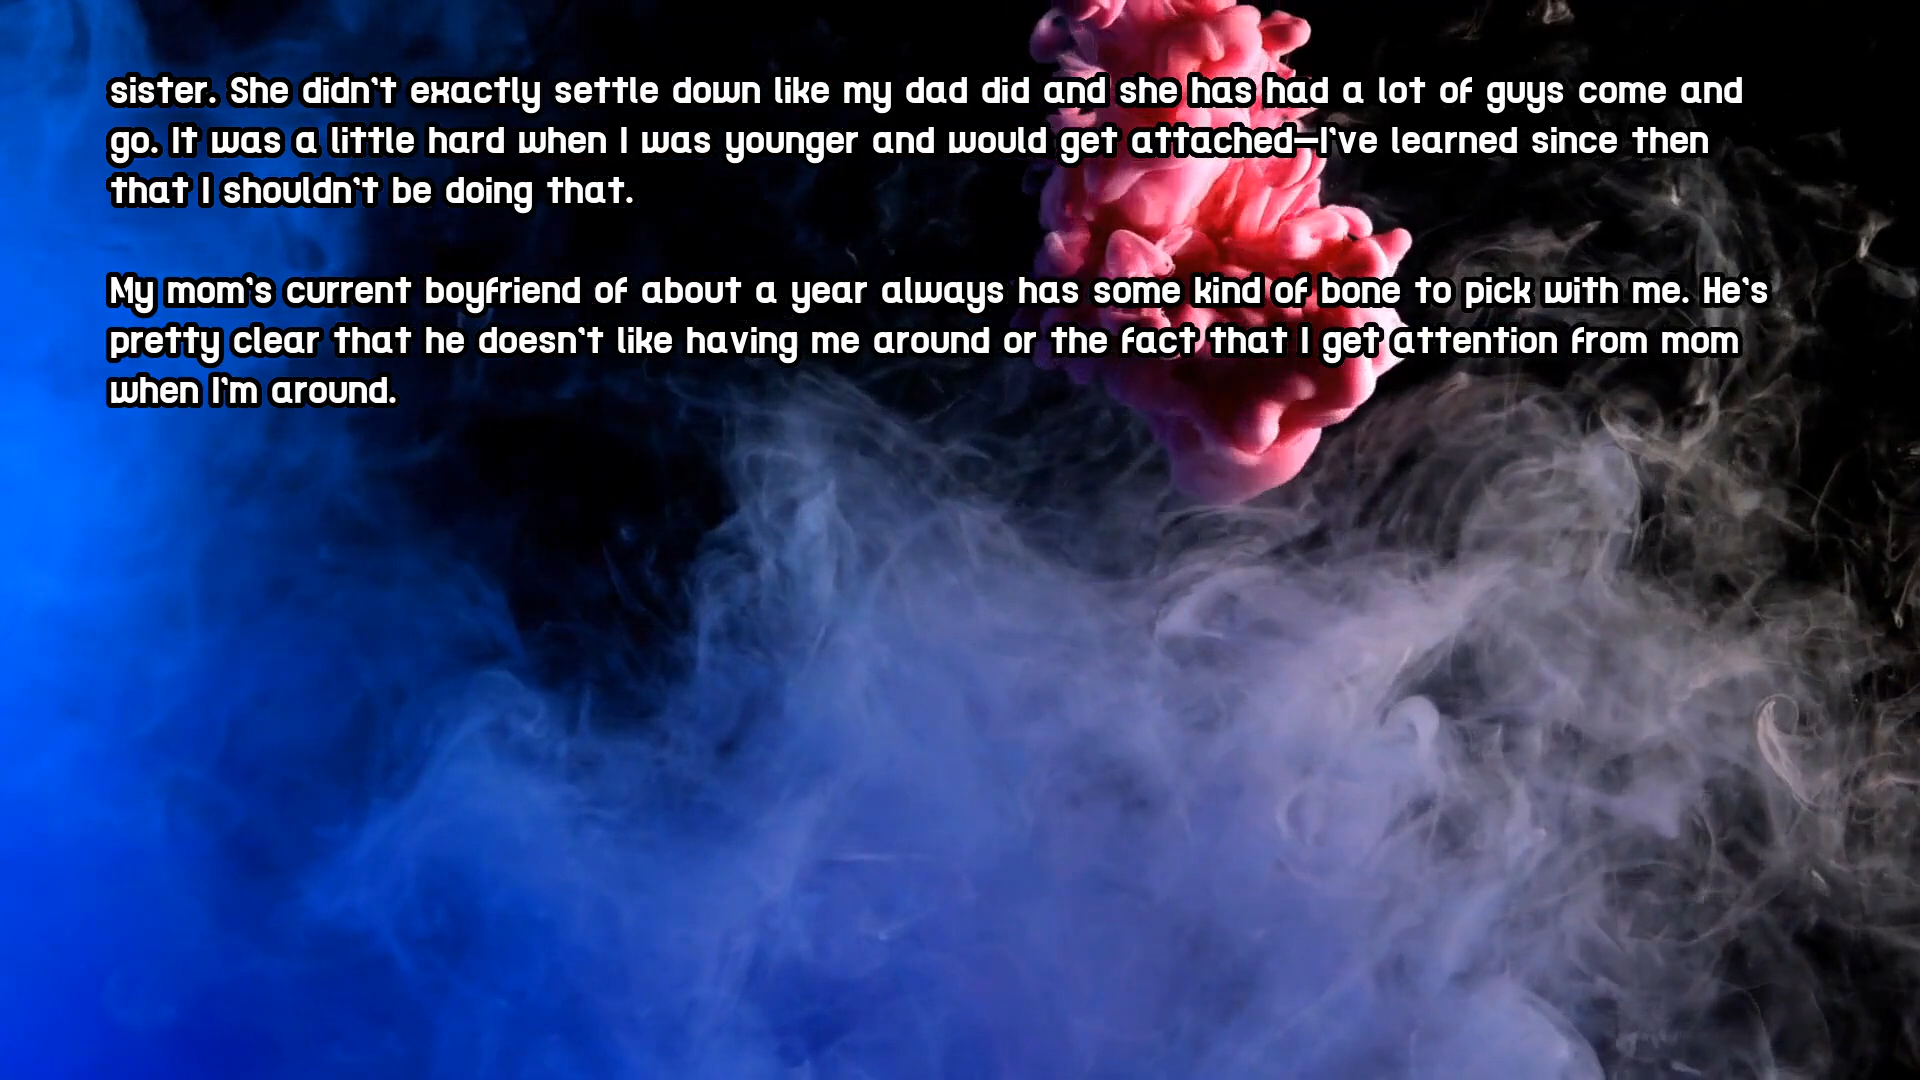 sister. She didn't exactly settle down like my dad did and she has had a lot of guys come and
go. It was a little hard when I was younger and would get attached—I've learned since then
that I shouldn't be doing that.
My mom's current boyfriend of about a year always has some kind of bone to pick with me. He's
pretty clear that he doesn't like having me around or the fact that I get attention from mom
when I'm around.